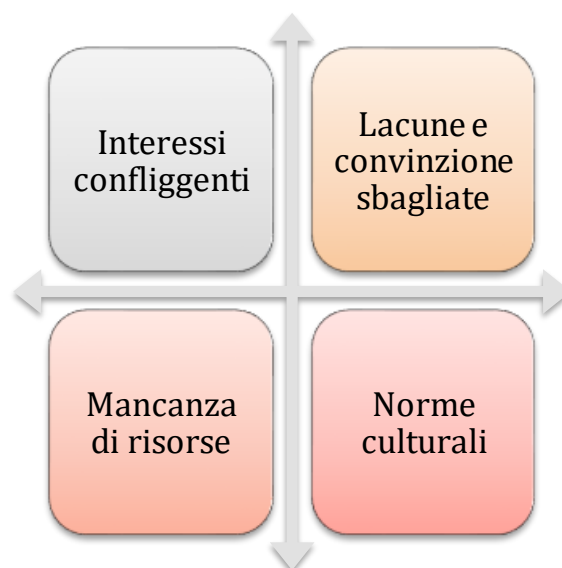 Interessi
confliggenti
Lacune e
convinzione
sbagliate
Mancanza
di risorse
Norme
culturali